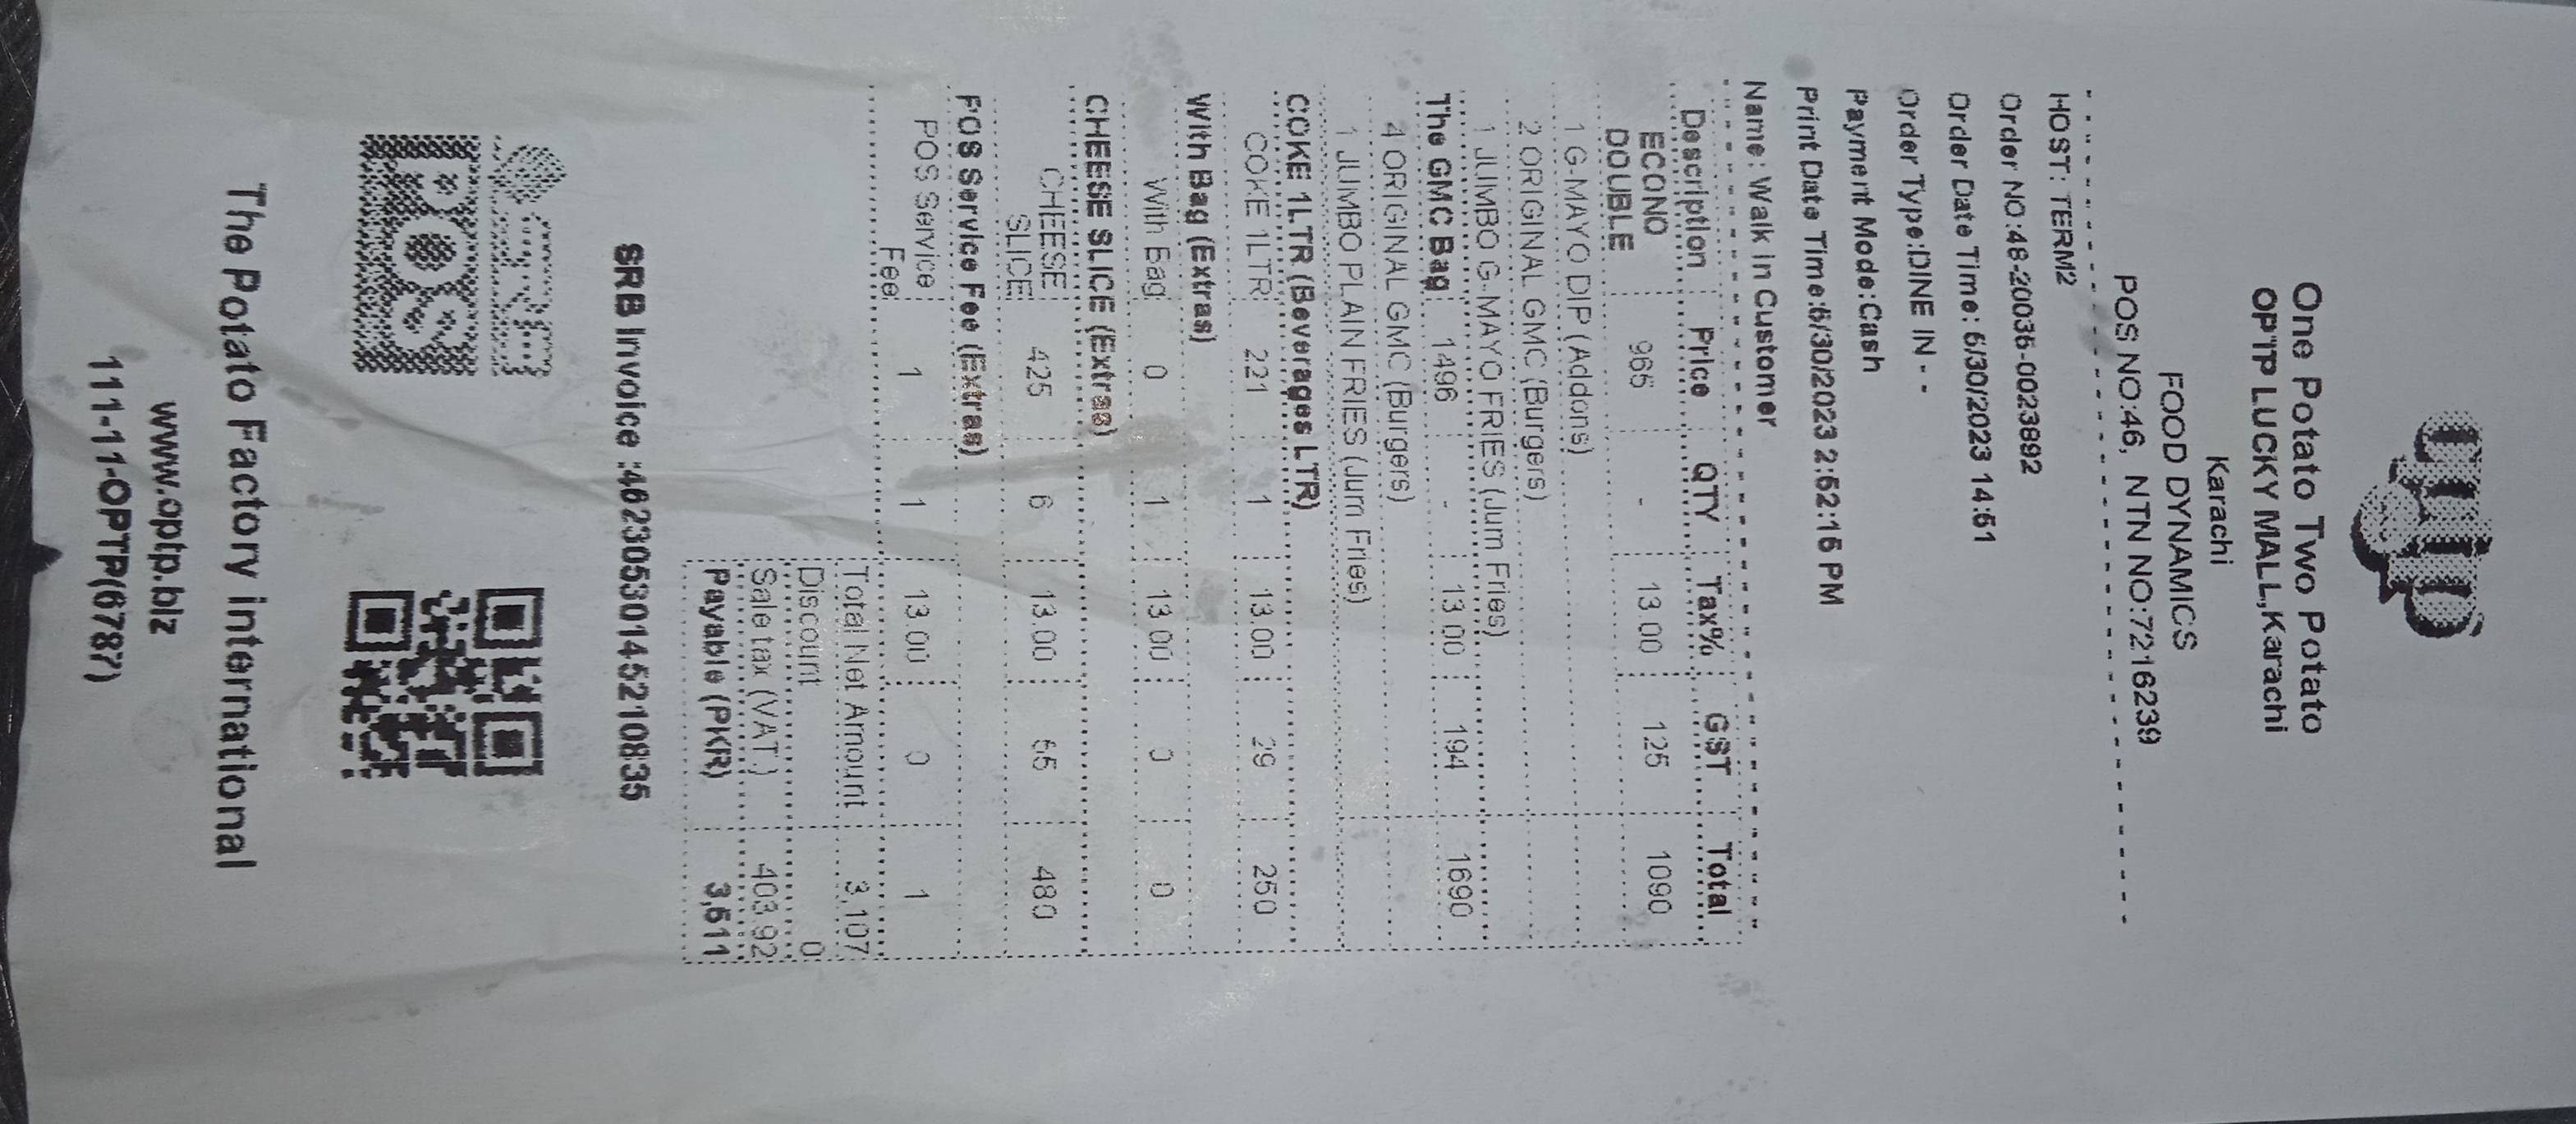 optp
One Potato Two Potato
OPTP LUCKY MALL,Karachi
Karachi
FOOD DYNAMICS
POS NO:46, NTN NO:7216239
HOST: TERM2
Order NO:46-20036-0023892
Order Date Time: 6/30/2023 14:51
Order Type:DINE IN - -
Payment Mode:Cash
Print Date Time:6/30/2023 2:52:16 PM
Name: Walk in Customer
Description Price QTY Tax% GST Total
ECONO DOUBLE 965 - 13.00 125 1090
1 G-MAYO DIP (Addons)
2 ORIGINAL GMC (Burgers)
1 JUMBO G-MAYO FRIES (Jum Fries)
The GMC Bag 1496 - 13.00 194 1690
4 ORIGINAL GMC (Burgers)
1 JUMBO PLAIN FRIES (Jum Fries)
COKE 1LTR (Beverages LTR)
COKE 1LTR 221 1 13.00 29 250
With Bag (Extras)
With Bag 0 1 13.00 0 0
CHEESE SLICE (Extras)
CHEESE SLICE 425 6 13.00 55 480
POS Service Fee (Extras)
POS Service Fee 1 1 13.00 0 1
Total Net Amount 3,107
Discount 0
Sale tax (VAT ) 403.92
Payable (PKR) 3,511
SRB Invoice :46230530145210835
POS
The Potato Factory international
www.optp.biz
111-11-OPTP(6787)